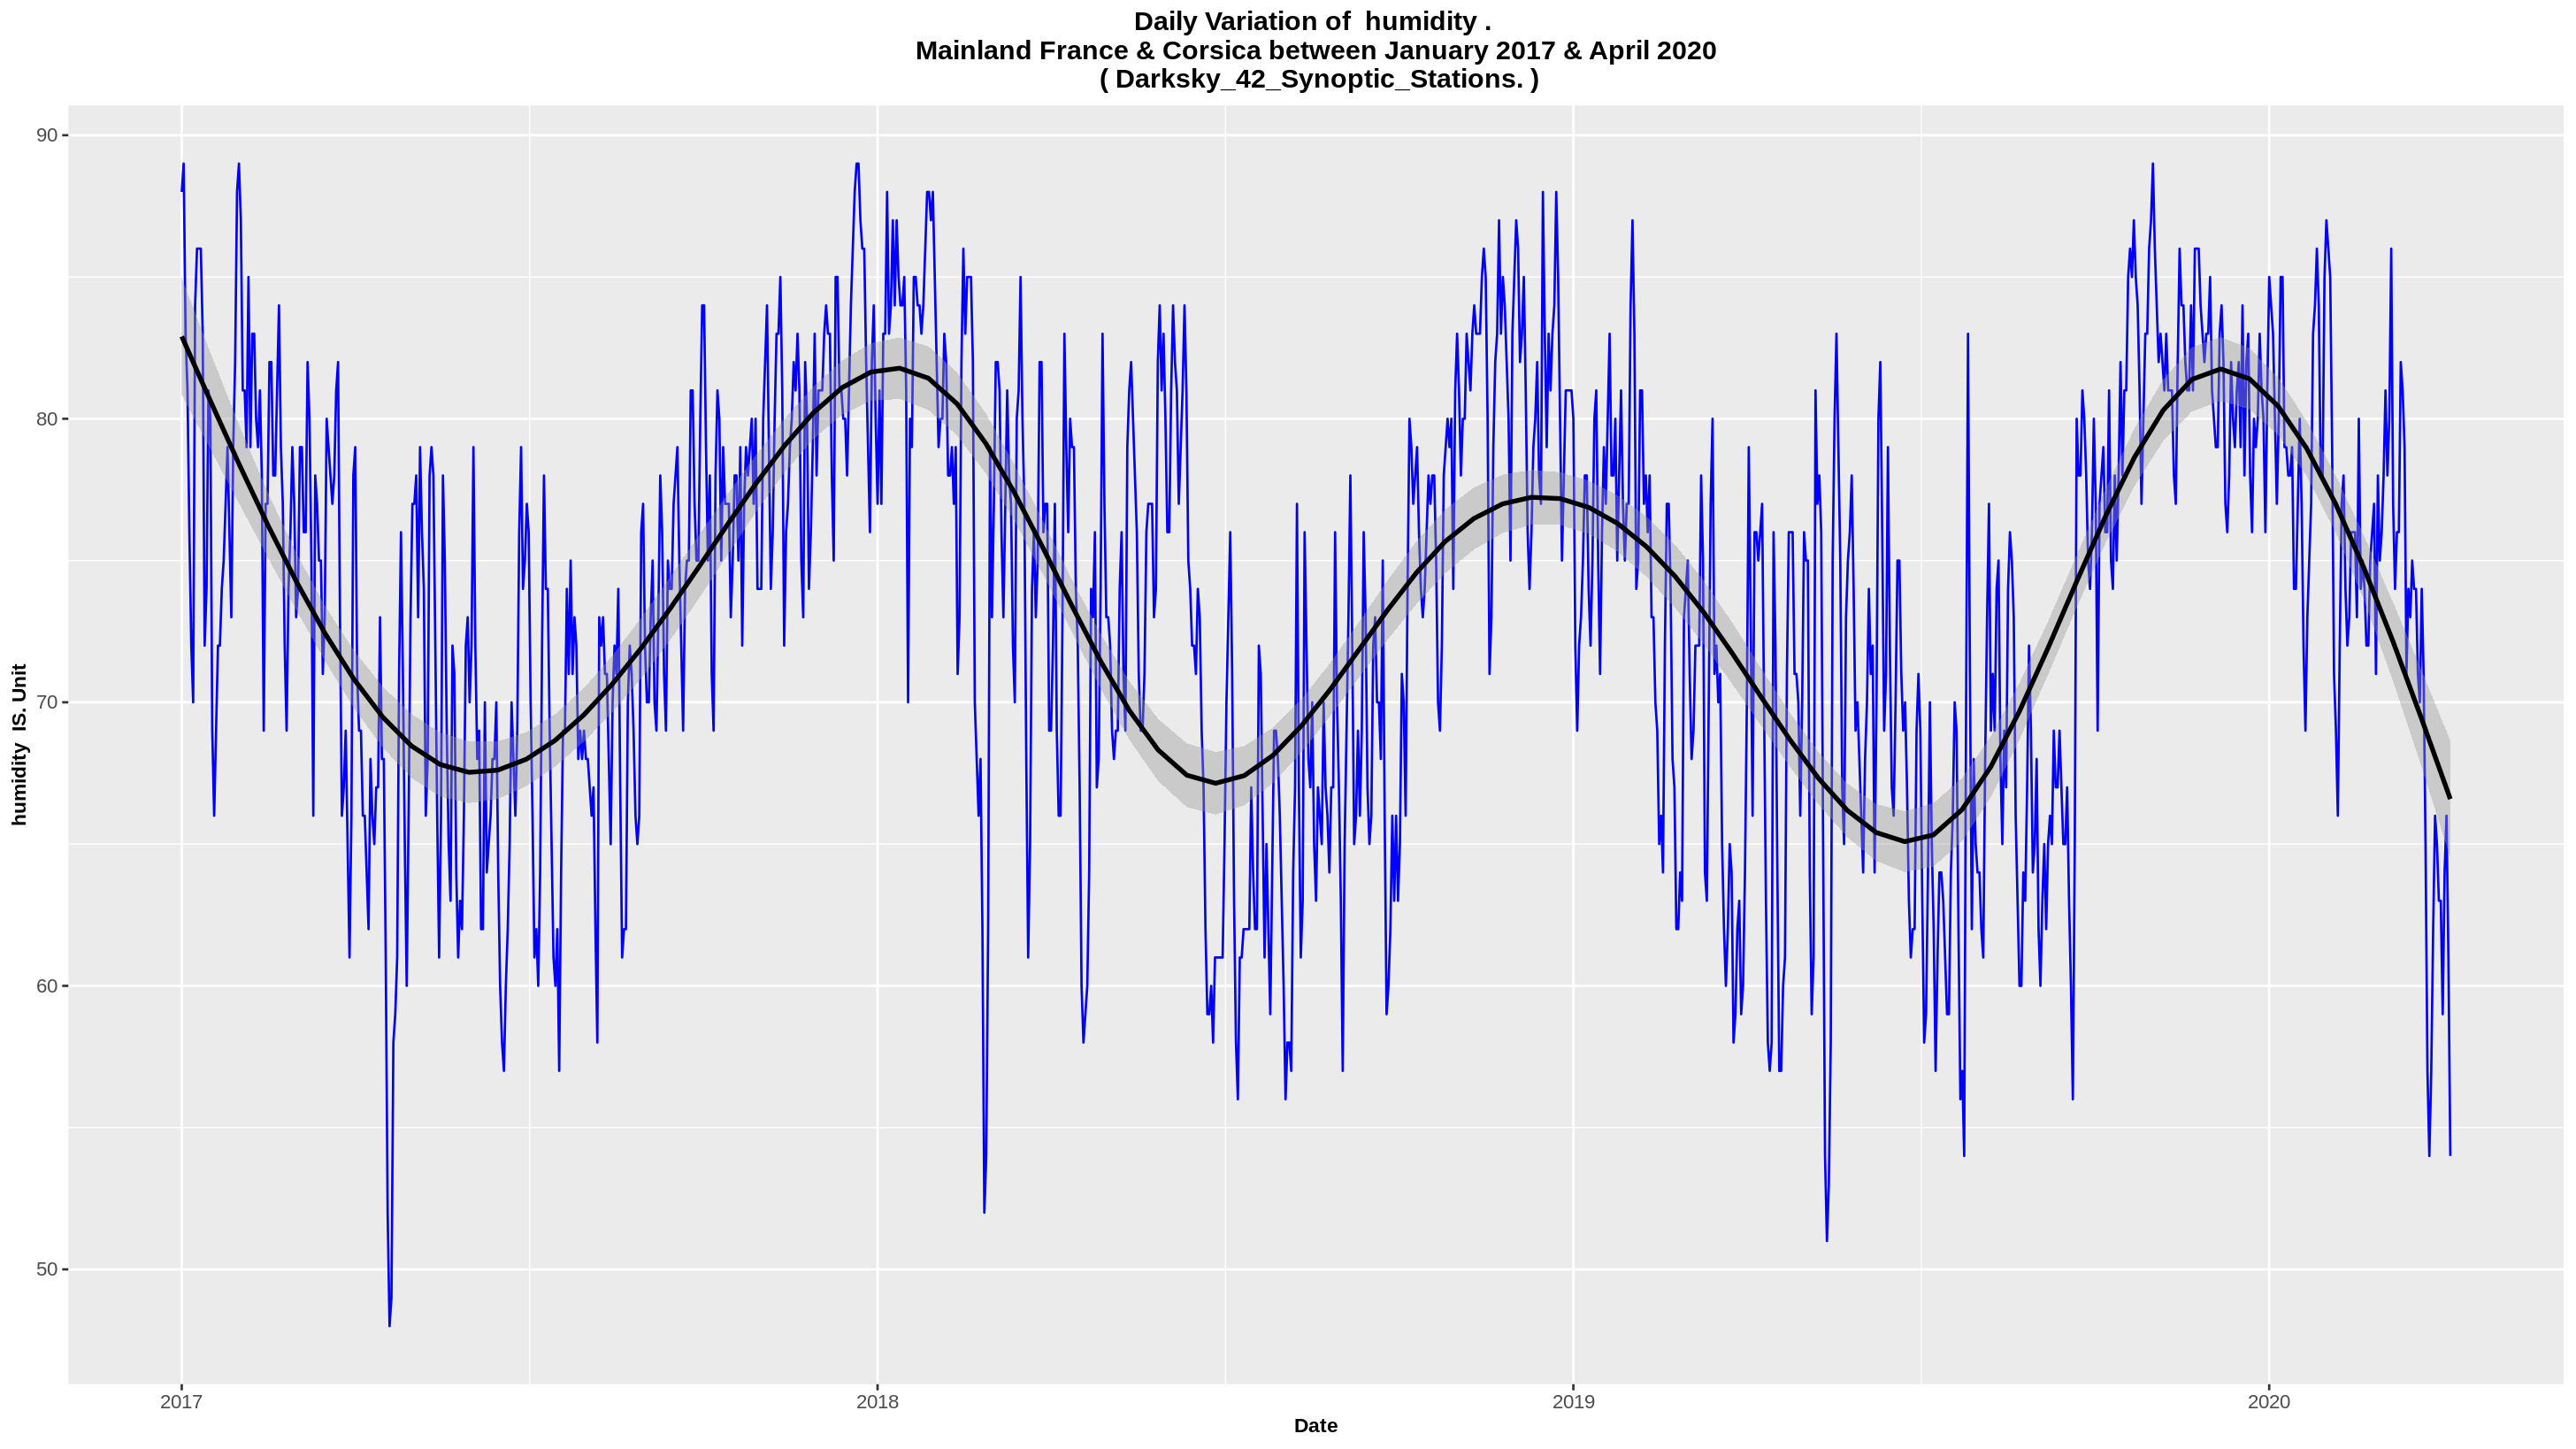 Daily Variation of  humidity .
Mainland France & Corsica between January 2017 & April 2020
( Darksky_42_Synoptic_Stations. )
humidity  IS. Unit
90
80
70
60
50
2017
2018
2019
2020
Date